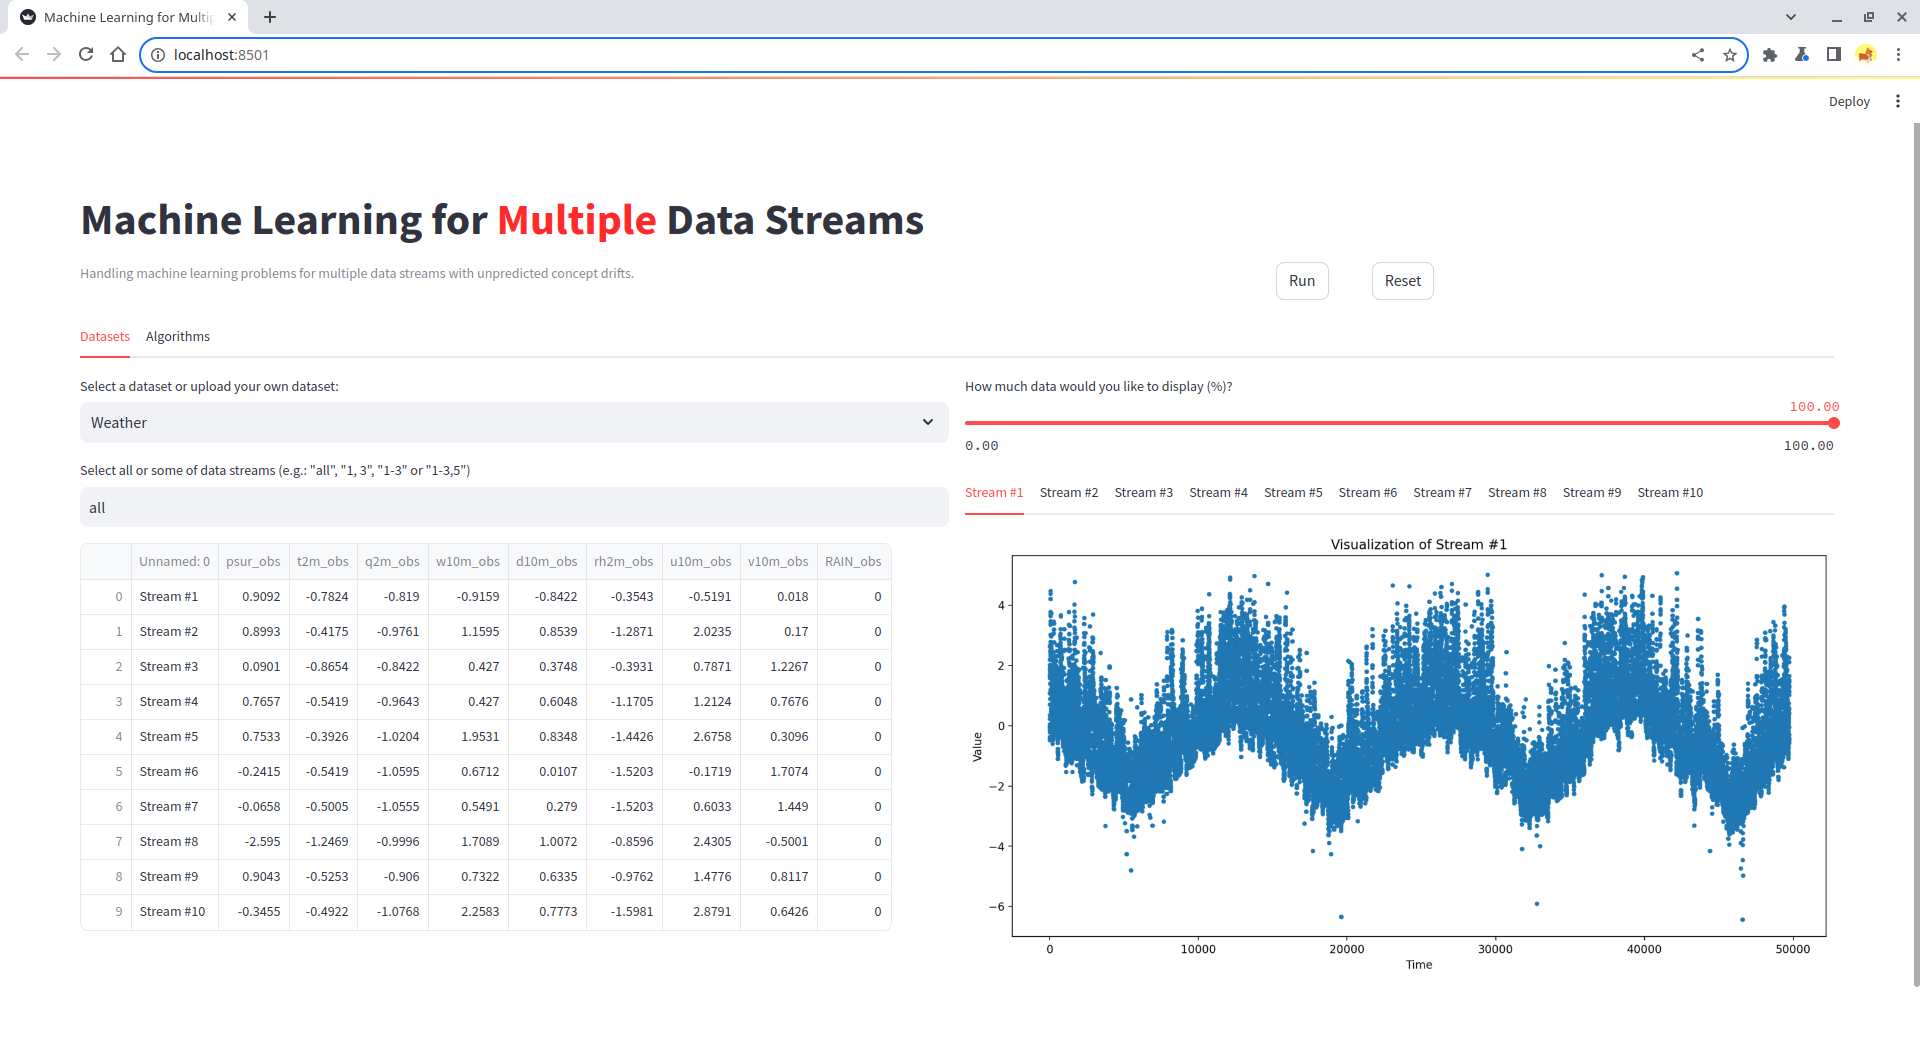 Machine Learning for Multip
localhost:8501
Deploy
Machine Learning for Multiple Data Streams
Handling machine learning problems for multiple data streams with unpredicted concept drifts.
Run Reset
Datasets Algorithms
Select a dataset or upload your own dataset:
Weather
Select all or some of data streams (e.g.: "all", "1, 3", "1-3" or "1-3,5")
all
Unnamed: 0 psur_obs t2m_obs q2m_obs w10m_obs d10m_obs rh2m_obs u10m_obs v10m_obs RAIN_obs
0 Stream #1 0.9092 -0.7824 -0.819 -0.9159 -0.8422 -0.3543 -0.5191 0.018 0
1 Stream #2 0.8993 -0.4175 -0.9761 1.1595 0.8539 -1.2871 2.0235 0.17 0
2 Stream #3 0.0901 -0.8654 -0.8422 0.427 0.3748 -0.3931 0.7871 1.2267 0
3 Stream #4 0.7657 -0.5419 -0.9643 0.427 0.6048 -1.1705 1.2124 0.7676 0
4 Stream #5 0.7533 -0.3926 -1.0204 1.9531 0.8348 -1.4426 2.6758 0.3096 0
5 Stream #6 -0.2415 -0.5419 -1.0595 0.6712 0.0107 -1.5203 -0.1719 1.7074 0
6 Stream #7 -0.0658 -0.5005 -1.0555 0.5491 0.279 -1.5203 0.6033 1.449 0
7 Stream #8 -2.595 -1.2469 -0.9996 1.7089 1.0072 -0.8596 2.4305 -0.5001 0
8 Stream #9 0.9043 -0.5253 -0.906 0.7322 0.6335 -0.9762 1.4776 0.8117 0
9 Stream #10 -0.3455 -0.4922 -1.0768 2.2583 0.7773 -1.5981 2.8791 0.6426 0
How much data would you like to display (%)?
100.00
0.00 100.00
Stream #1 Stream #2 Stream #3 Stream #4 Stream #5 Stream #6 Stream #7 Stream #8 Stream #9 Stream #10
Visualization of Stream #1
4
2
0
−2
−4
−6
Value
0 10000 20000 30000 40000 50000
Time